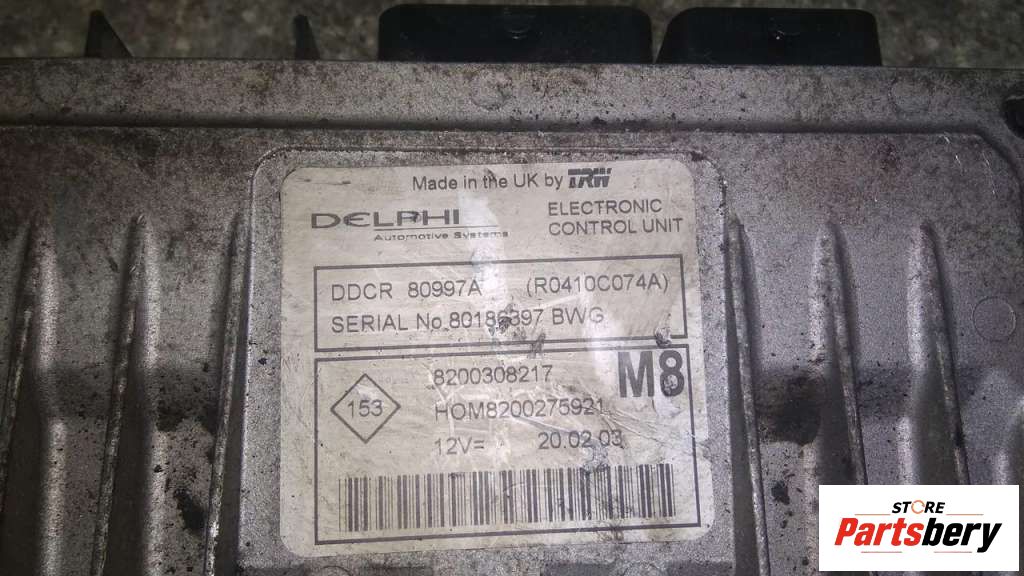 Made in the UK by TRW
DELPHI
Automotive Systems
ELECTRONIC
CONTROL UNIT
DDCR 80997A (R0410C074A)
SERIAL No. BWG
8200308217
M8
153
HOM8200275921
12V=
20.02.03
STORE
Partsbery